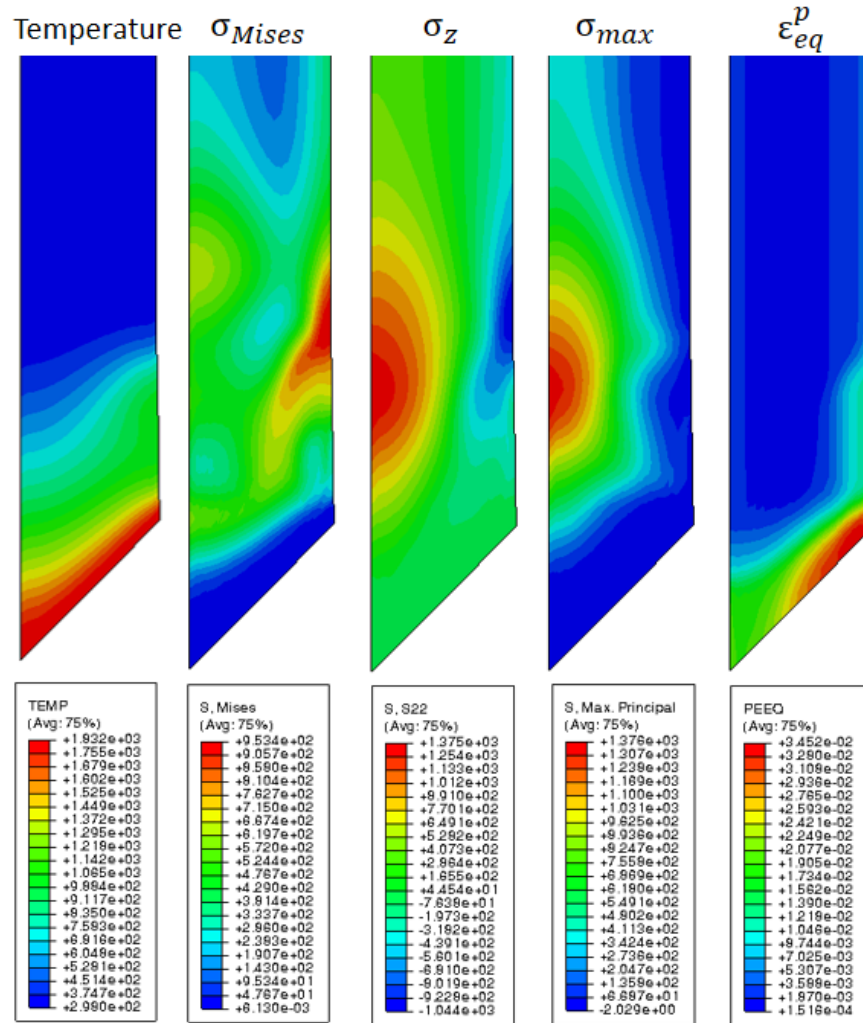 Temperature σ_Mises σ_z σ_max ε_eq^p
TEMP
(Avg: 75%)
+1.832e+03
+1.755e+03
+1.679e+03
+1.602e+03
+1.525e+03
+1.449e+03
+1.372e+03
+1.295e+03
+1.218e+03
+1.142e+03
+1.065e+03
+9.884e+02
+9.117e+02
+8.350e+02
+7.583e+02
+6.816e+02
+6.048e+02
+5.281e+02
+4.514e+02
+3.747e+02
+2.980e+02
S, Mises
(Avg: 75%)
+9.534e+02
+9.057e+02
+8.580e+02
+8.104e+02
+7.627e+02
+7.150e+02
+6.674e+02
+6.197e+02
+5.720e+02
+5.244e+02
+4.767e+02
+4.290e+02
+3.814e+02
+3.337e+02
+2.860e+02
+2.383e+02
+1.907e+02
+1.430e+02
+9.534e+01
+4.767e+01
+6.130e-03
S, S22
(Avg: 75%)
+1.375e+03
+1.254e+03
+1.133e+03
+1.012e+03
+8.910e+02
+7.701e+02
+6.491e+02
+5.282e+02
+4.073e+02
+2.864e+02
+1.655e+02
+4.454e+01
-7.638e+01
-1.973e+02
-3.182e+02
-4.391e+02
-5.601e+02
-6.810e+02
-8.019e+02
-9.228e+02
-1.044e+03
S, Max. Principal
(Avg: 75%)
+1.376e+03
+1.307e+03
+1.238e+03
+1.169e+03
+1.100e+03
+1.031e+03
+9.625e+02
+8.936e+02
+8.247e+02
+7.558e+02
+6.869e+02
+6.180e+02
+5.491e+02
+4.802e+02
+4.113e+02
+3.424e+02
+2.736e+02
+2.047e+02
+1.358e+02
+6.687e+01
-2.029e+00
PEEQ
(Avg: 75%)
+3.452e-02
+3.280e-02
+3.108e-02
+2.936e-02
+2.765e-02
+2.593e-02
+2.421e-02
+2.249e-02
+2.077e-02
+1.905e-02
+1.734e-02
+1.562e-02
+1.390e-02
+1.218e-02
+1.046e-02
+8.744e-03
+7.025e-03
+5.307e-03
+3.588e-03
+1.870e-03
+1.516e-04